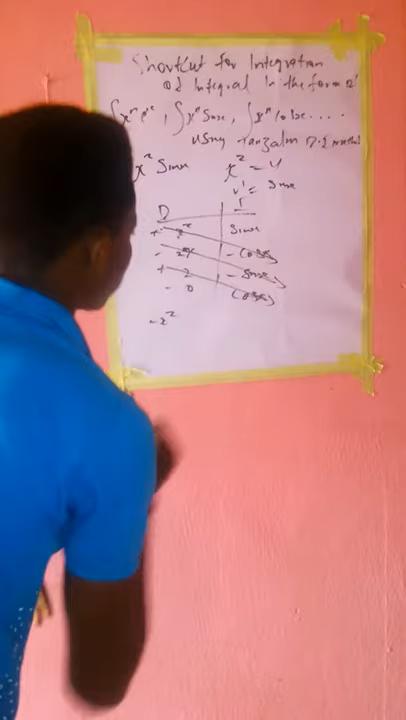 Shortcut for Integration
of Integral in the form of
∫xⁿeˣ, ∫xⁿ Sinx, ∫xⁿ Cosx....
using Tanzalin D.I method
x² Sinx    x² = u
v' = Sinx
D    I
+ x²    Sinx
- 2x    - Cosx
+ 2    - Sinx
- 0    Cosx
-x²